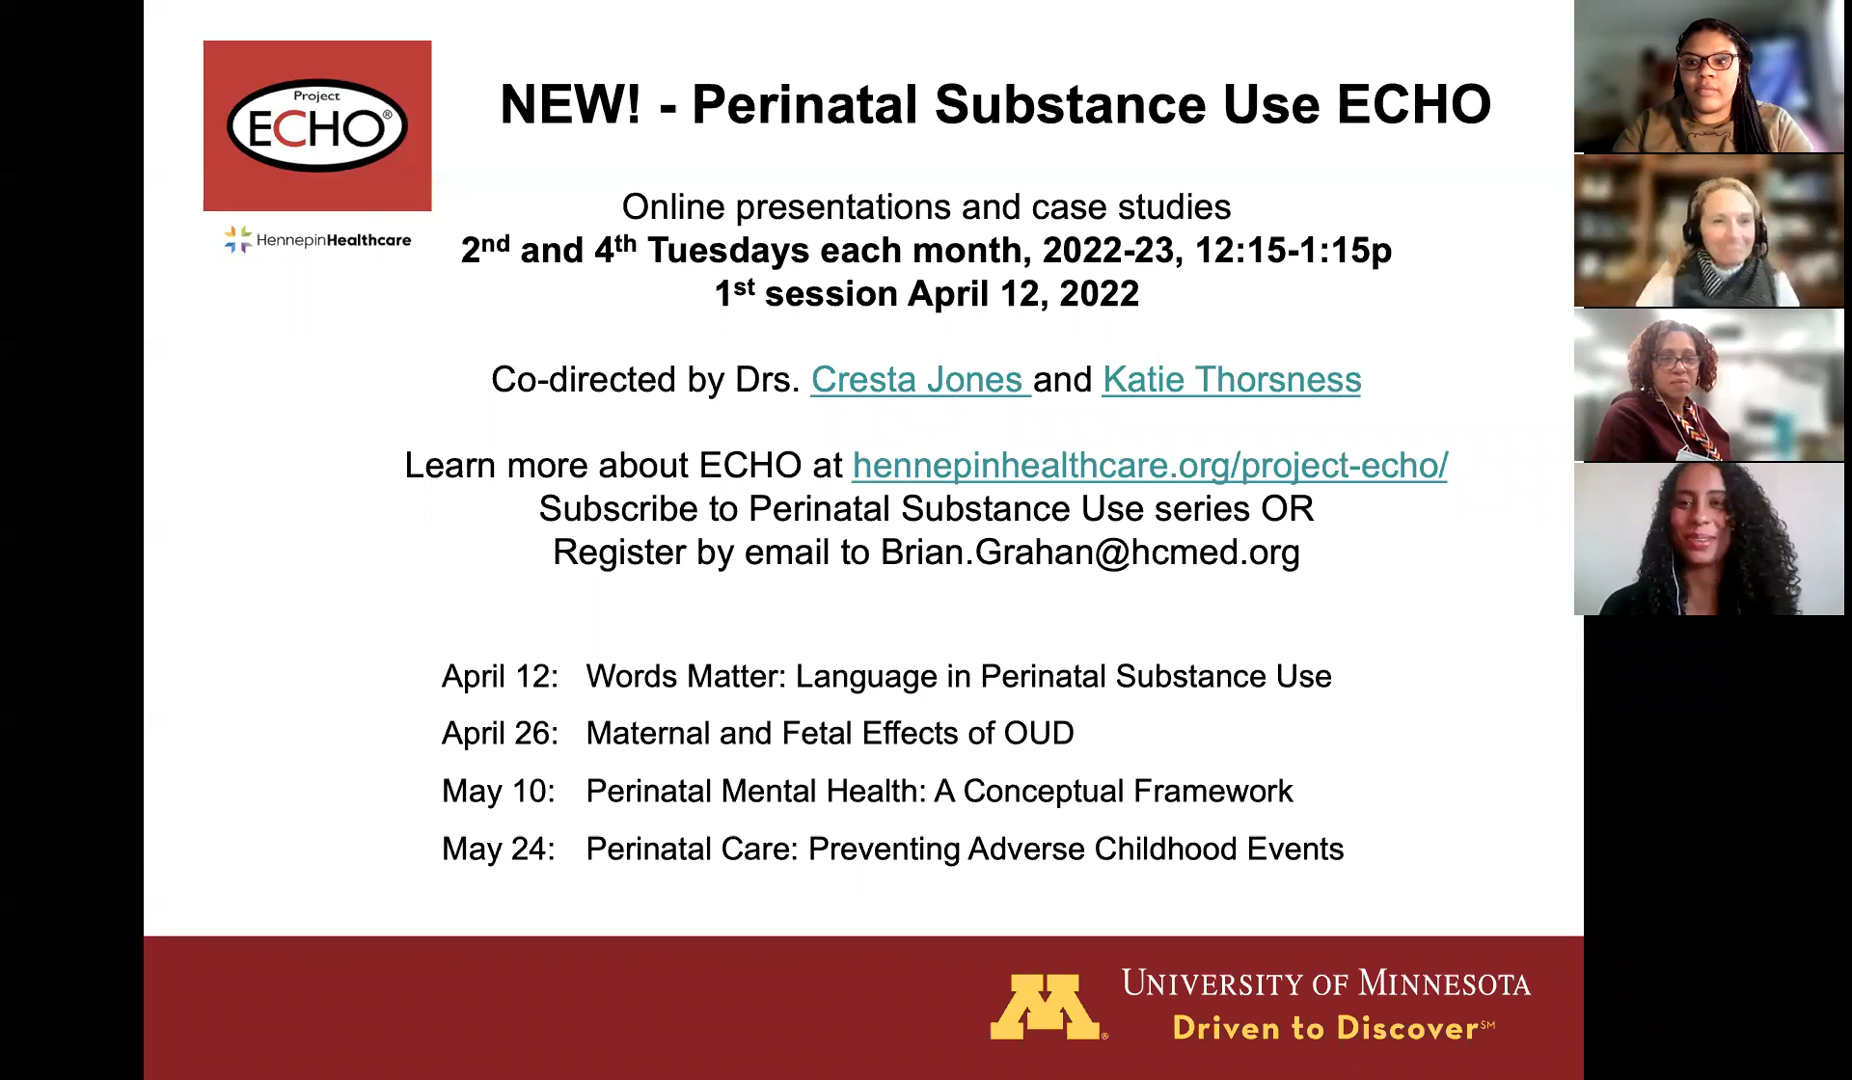 Project
ECHO®
HennepinHealthcare
NEW! - Perinatal Substance Use ECHO
Online presentations and case studies
2nd and 4th Tuesdays each month, 2022-23, 12:15-1:15p
1st session April 12, 2022
Co-directed by Drs. Cresta Jones and Katie Thorsness
Learn more about ECHO at hennepinhealthcare.org/project-echo/
Subscribe to Perinatal Substance Use series OR
Register by email to Brian.Grahan@hcmed.org
April 12: Words Matter: Language in Perinatal Substance Use
April 26: Maternal and Fetal Effects of OUD
May 10: Perinatal Mental Health: A Conceptual Framework
May 24: Perinatal Care: Preventing Adverse Childhood Events
M®
UNIVERSITY OF MINNESOTA
Driven to Discover℠